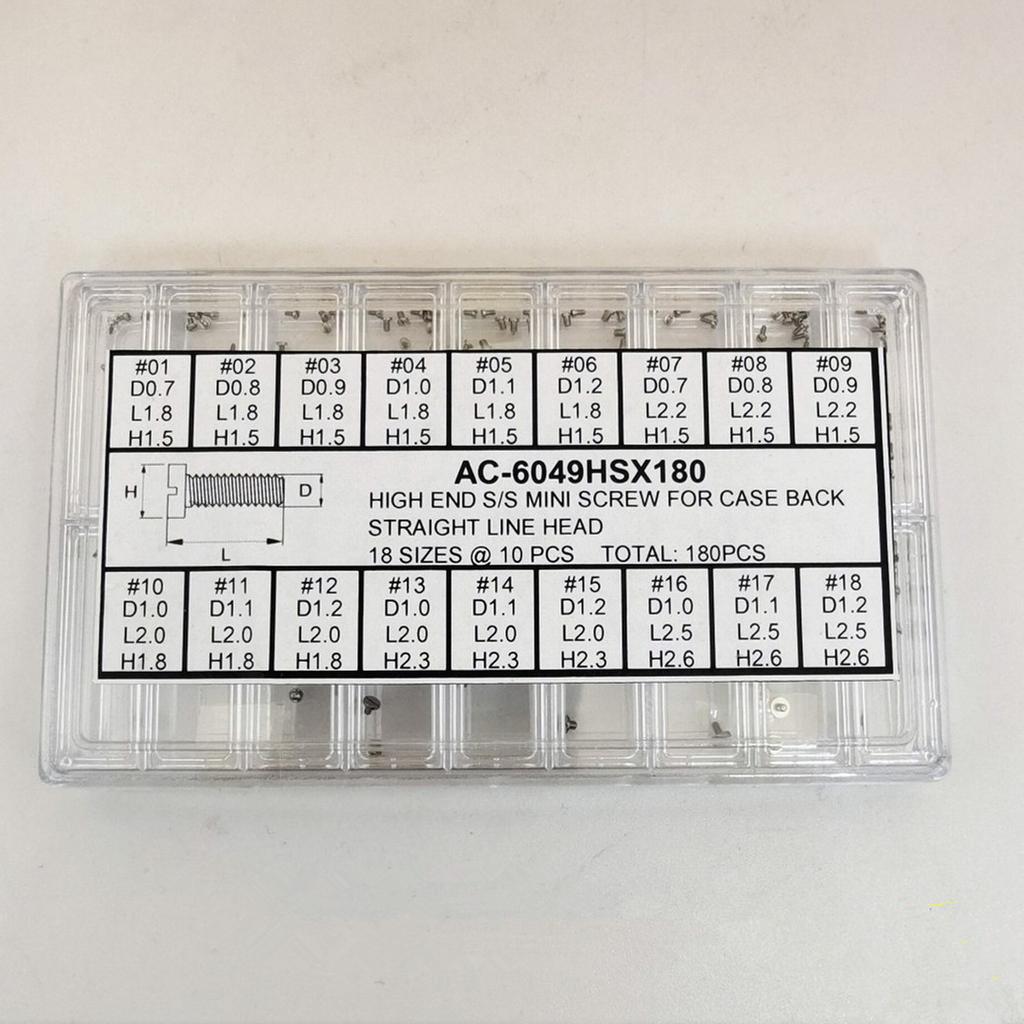 #01 #02 #03 #04 #05 #06 #07 #08 #09
D0.7 D0.8 D0.9 D1.0 D1.1 D1.2 D0.7 D0.8 D0.9
L1.8 L1.8 L1.8 L1.8 L1.8 L1.8 L2.2 L2.2 L2.2
H1.5 H1.5 H1.5 H1.5 H1.5 H1.5 H1.5 H1.5 H1.5
AC-6049HSX180
H D
HIGH END S/S MINI SCREW FOR CASE BACK
STRAIGHT LINE HEAD
L
18 SIZES @ 10 PCS TOTAL: 180PCS
#10 #11 #12 #13 #14 #15 #16 #17 #18
D1.0 D1.1 D1.2 D1.0 D1.1 D1.2 D1.0 D1.1 D1.2
L2.0 L2.0 L2.0 L2.0 L2.0 L2.0 L2.5 L2.5 L2.5
H1.8 H1.8 H1.8 H2.3 H2.3 H2.3 H2.6 H2.6 H2.6